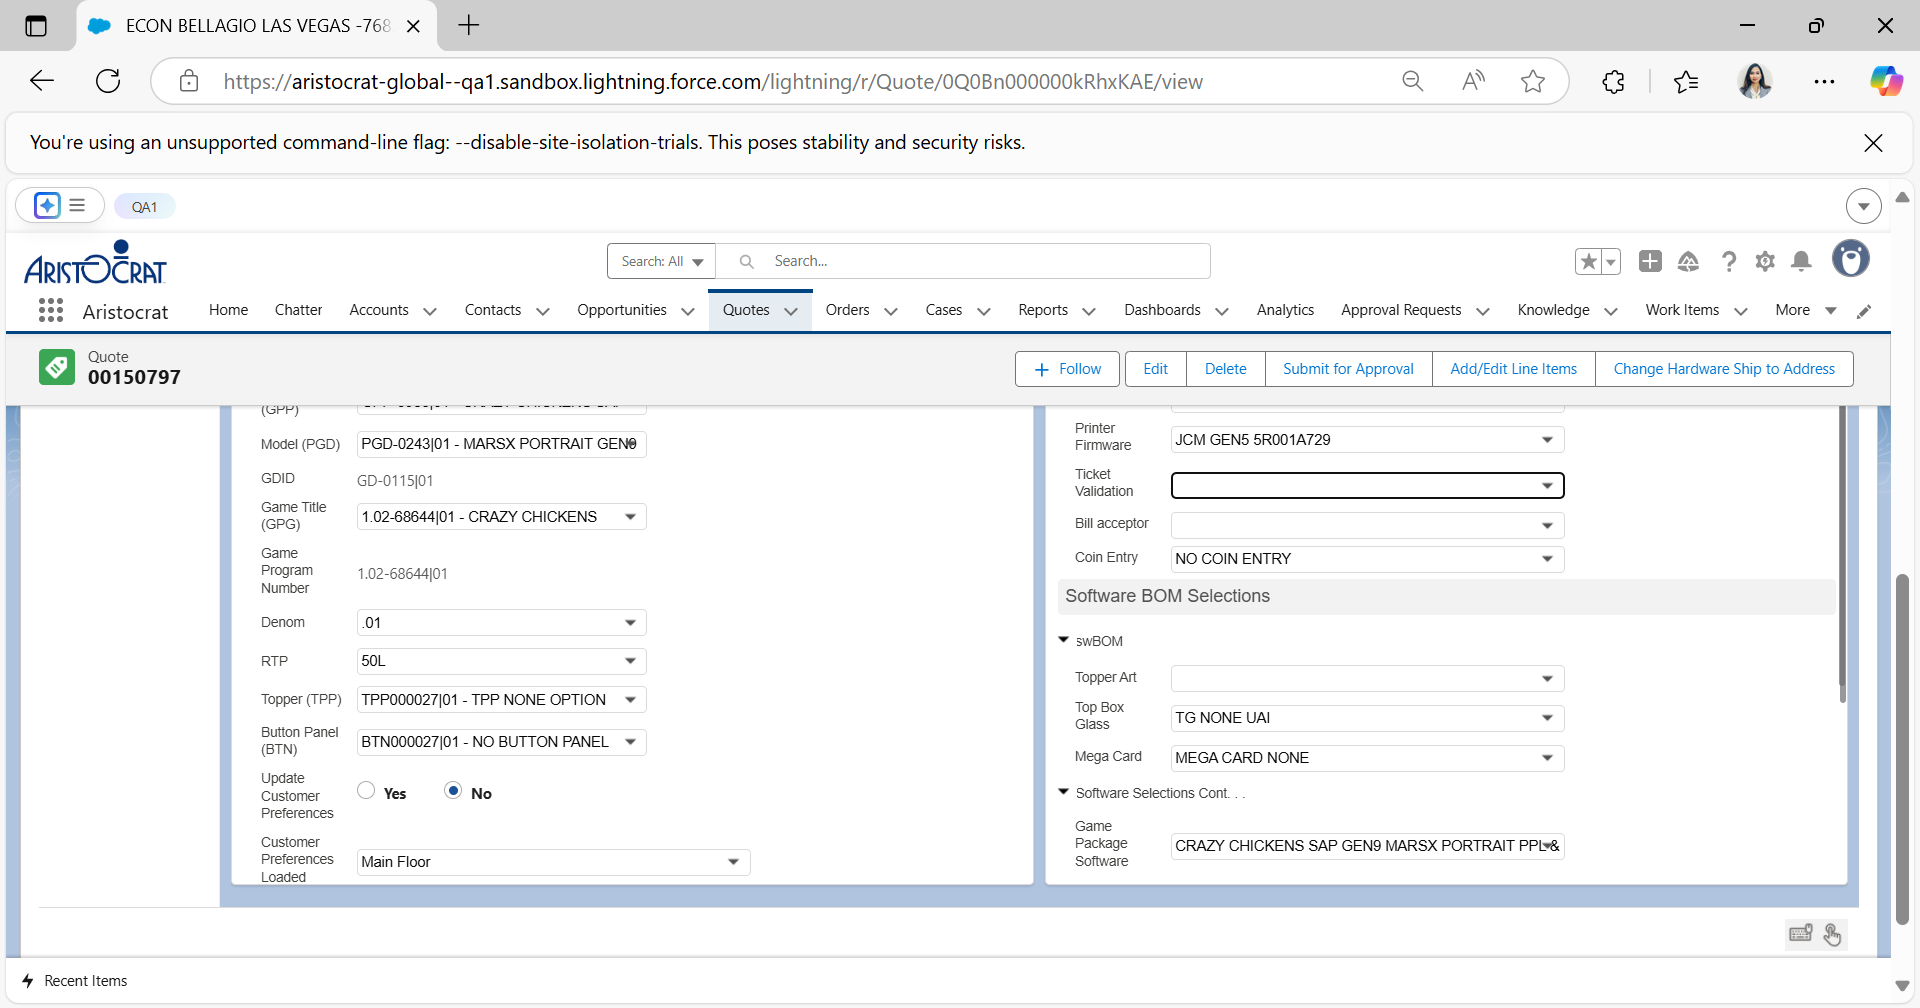 ECON BELLAGIO LAS VEGAS -768
https://aristocrat-global--qa1.sandbox.lightning.force.com/lightning/r/Quote/0Q0Bn000000kRhxKAE/view
You're using an unsupported command-line flag: --disable-site-isolation-trials. This poses stability and security risks.
QA1
ARISTOCRAT
Search: All
Search...
Aristocrat
Home
Chatter
Accounts
Contacts
Opportunities
Quotes
Orders
Cases
Reports
Dashboards
Analytics
Approval Requests
Knowledge
Work Items
More
Quote
00150797
Follow
Edit
Delete
Submit for Approval
Add/Edit Line Items
Change Hardware Ship to Address
(GPP)
Model (PGD)
PGD-0243|01 - MARSX PORTRAIT GEN9
GDID
GD-0115|01
Game Title
(GPG)
1.02-68644|01 - CRAZY CHICKENS
Game
Program
Number
1.02-68644|01
Denom
.01
RTP
50L
Topper (TPP)
TPP000027|01 - TPP NONE OPTION
Button Panel
(BTN)
BTN000027|01 - NO BUTTON PANEL
Update
Customer
Preferences
Yes
No
Customer
Preferences
Loaded
Main Floor
Printer
Firmware
JCM GEN5 5R001A729
Ticket
Validation
Bill acceptor
Coin Entry
NO COIN ENTRY
Software BOM Selections
swBOM
Topper Art
Top Box
Glass
TG NONE UAI
Mega Card
MEGA CARD NONE
Software Selections Cont. . .
Game
Package
Software
CRAZY CHICKENS SAP GEN9 MARSX PORTRAIT PPL &
Recent Items